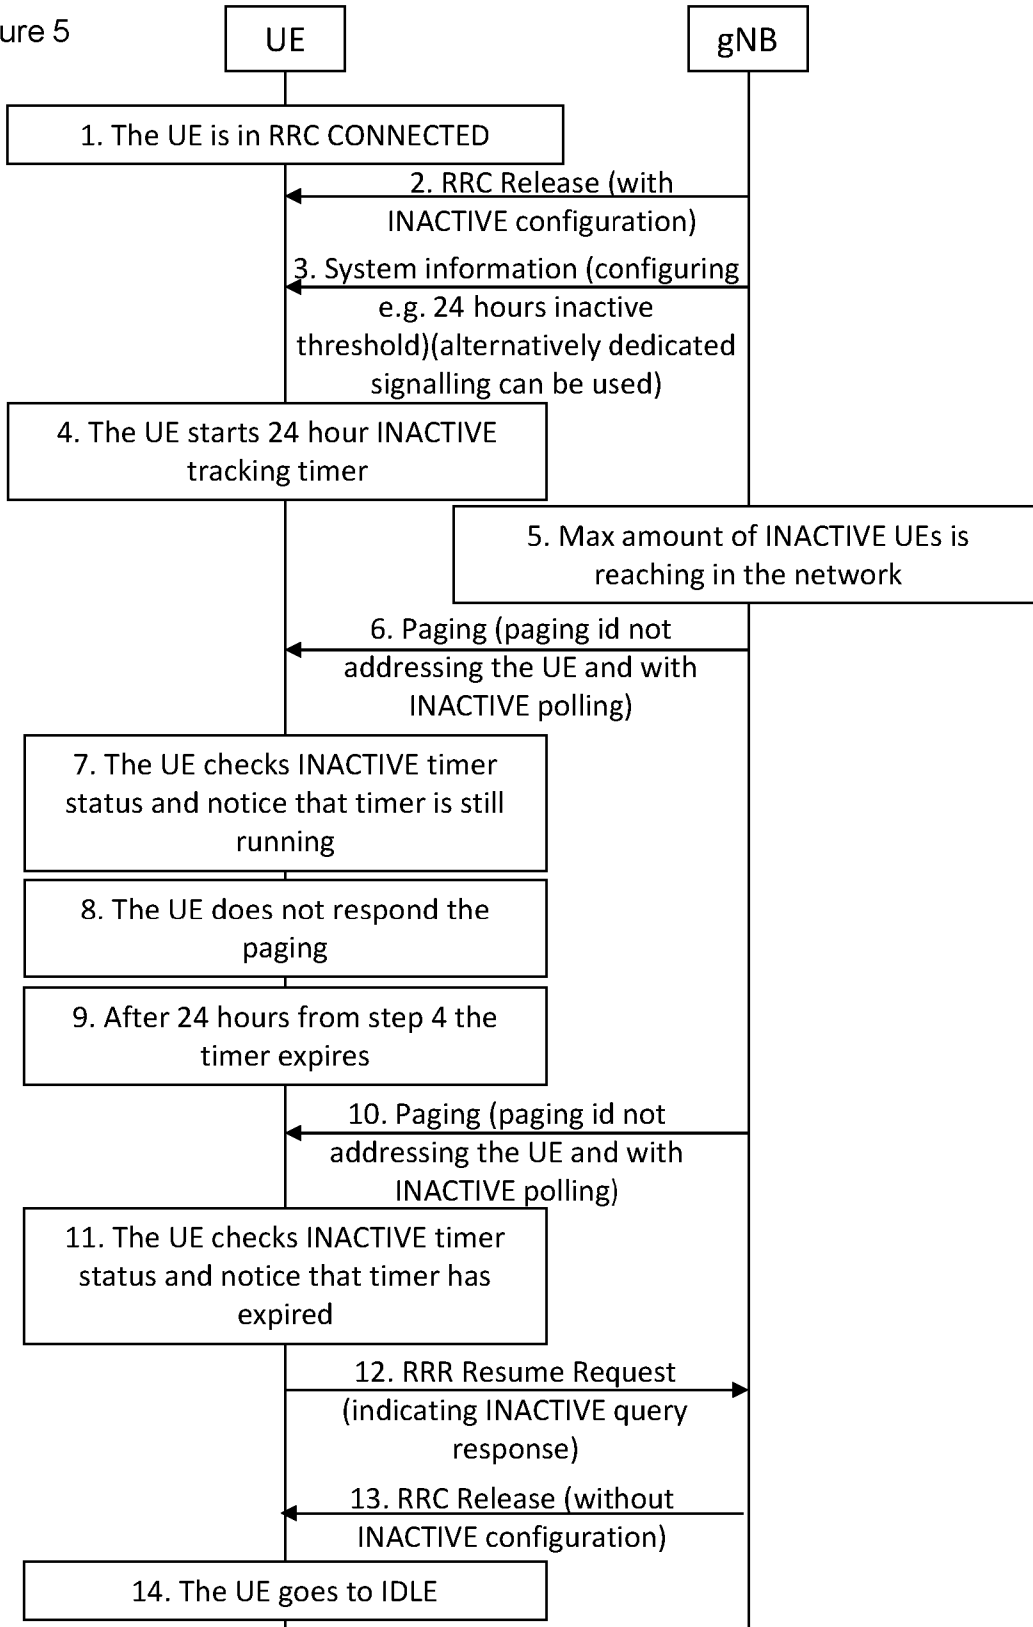 ure 5
UE
gNB
1. The UE is in RRC CONNECTED
2. RRC Release (with
INACTIVE configuration)
3. System information (configuring
e.g. 24 hours inactive
threshold)(alternatively dedicated
signalling can be used)
4. The UE starts 24 hour INACTIVE
tracking timer
5. Max amount of INACTIVE UEs is
reaching in the network
6. Paging (paging id not
addressing the UE and with
INACTIVE polling)
7. The UE checks INACTIVE timer
status and notice that timer is still
running
8. The UE does not respond the
paging
9. After 24 hours from step 4 the
timer expires
10. Paging (paging id not
addressing the UE and with
INACTIVE polling)
11. The UE checks INACTIVE timer
status and notice that timer has
expired
12. RRR Resume Request
(indicating INACTIVE query
response)
13. RRC Release (without
INACTIVE configuration)
14. The UE goes to IDLE